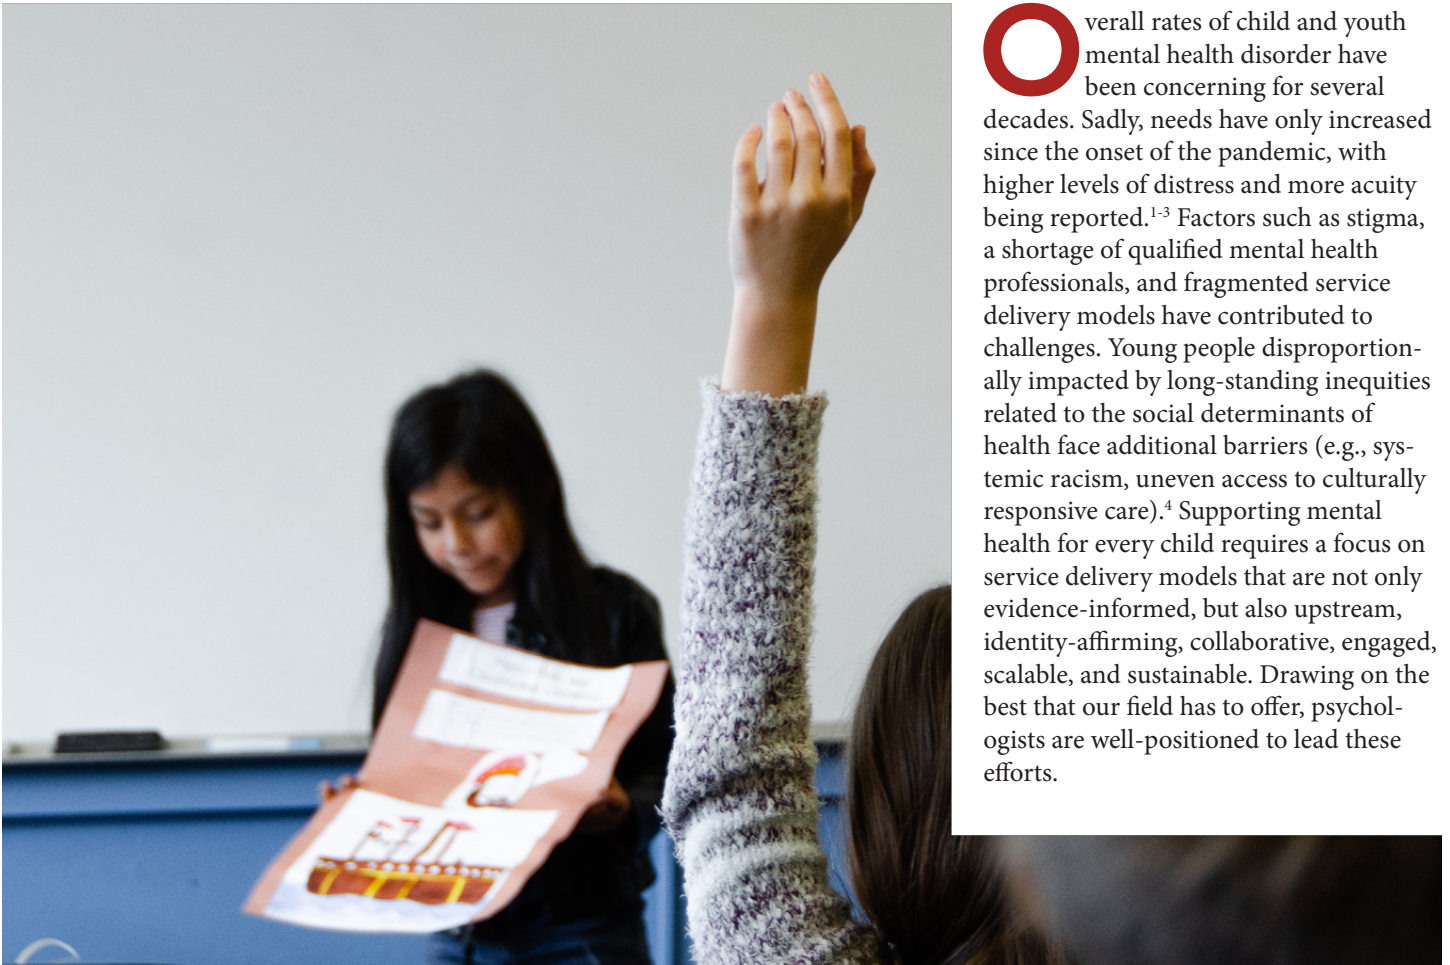 Overall rates of child and youth
mental health disorder have
been concerning for several
decades. Sadly, needs have only increased
since the onset of the pandemic, with
higher levels of distress and more acuity
being reported.1-3 Factors such as stigma,
a shortage of qualified mental health
professionals, and fragmented service
delivery models have contributed to
challenges. Young people disproportion-
ally impacted by long-standing inequities
related to the social determinants of
health face additional barriers (e.g., sys-
temic racism, uneven access to culturally
responsive care).4 Supporting mental
health for every child requires a focus on
service delivery models that are not only
evidence-informed, but also upstream,
identity-affirming, collaborative, engaged,
scalable, and sustainable. Drawing on the
best that our field has to offer, psychol-
ogists are well-positioned to lead these
efforts.